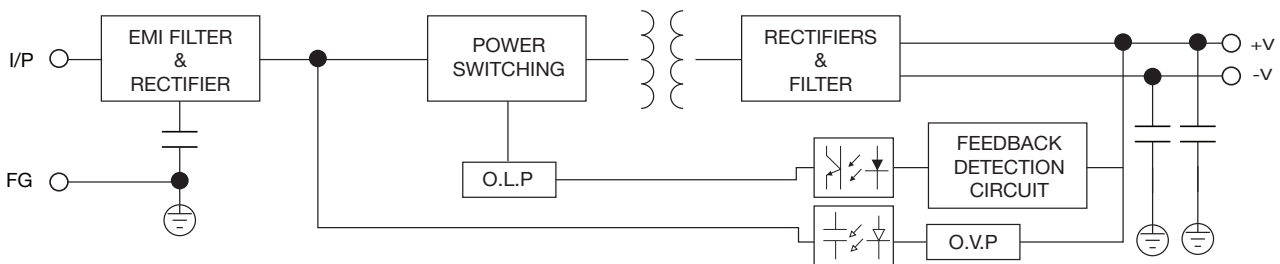 I/P
EMI FILTER
&
RECTIFIER
POWER
SWITCHING
RECTIFIERS
&
FILTER
+V
-V
FG
O.L.P
FEEDBACK
DETECTION
CIRCUIT
O.V.P